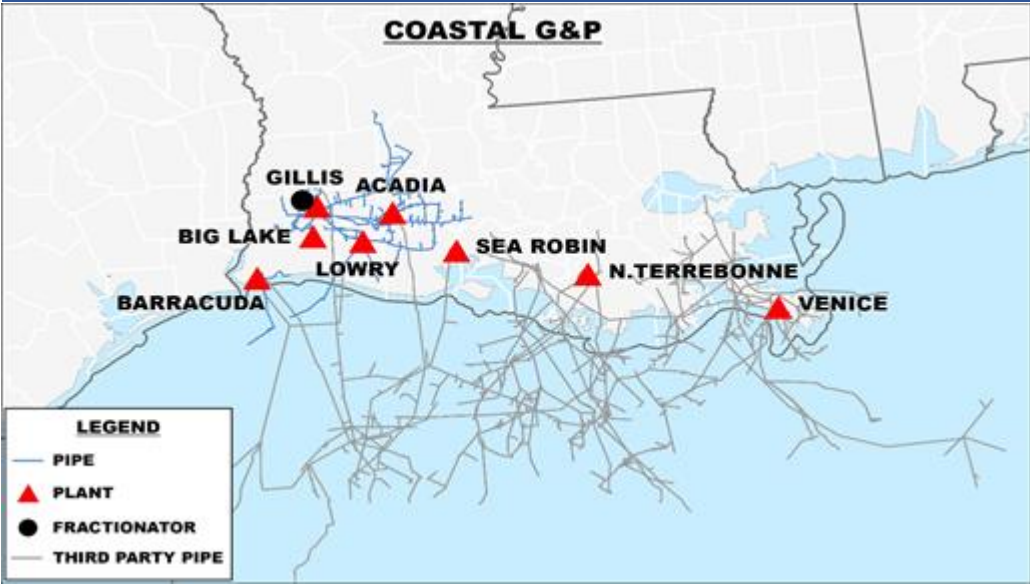 COASTAL G&P
GILLIS
ACADIA
BIG LAKE
LOWRY
SEA ROBIN
N.TERREBONNE
BARRACUDA
VENICE
LEGEND
PIPE
PLANT
FRACTIONATOR
THIRD PARTY PIPE